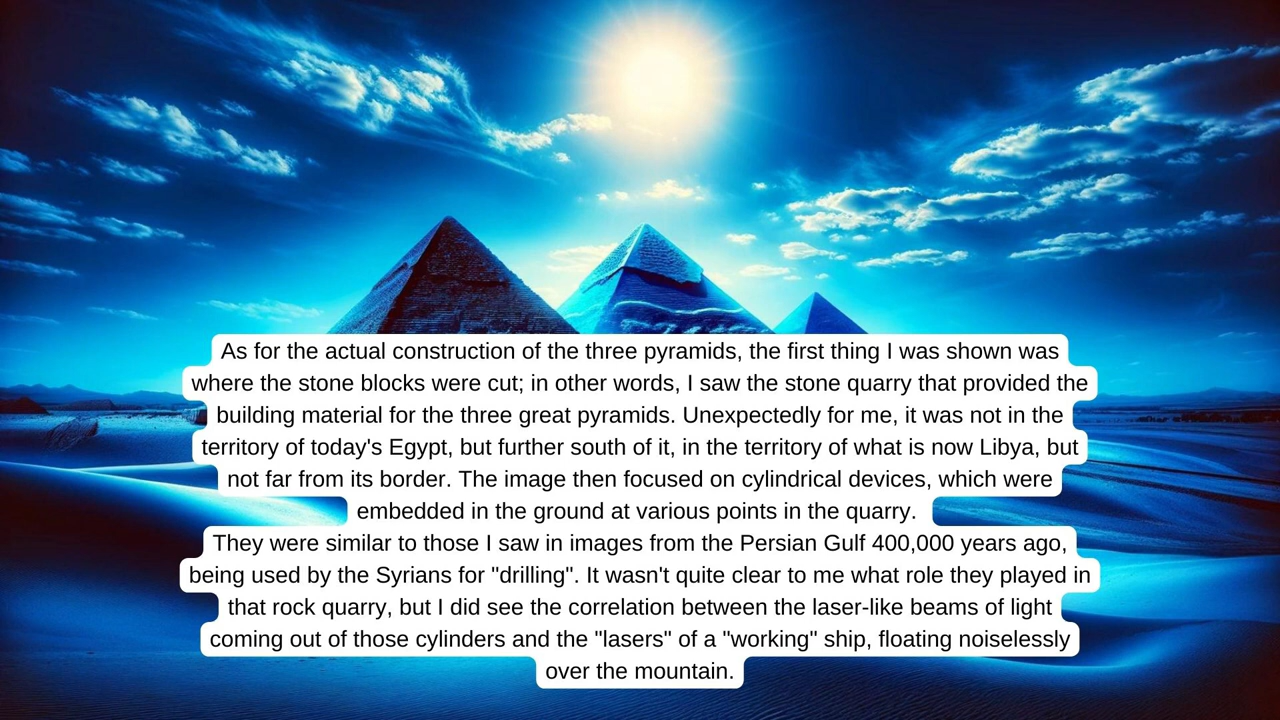 As for the actual construction of the three pyramids, the first thing I was shown was
where the stone blocks were cut; in other words, I saw the stone quarry that provided the
building material for the three great pyramids. Unexpectedly for me, it was not in the
territory of today's Egypt, but further south of it, in the territory of what is now Libya, but
not far from its border. The image then focused on cylindrical devices, which were
embedded in the ground at various points in the quarry.
They were similar to those I saw in images from the Persian Gulf 400,000 years ago,
being used by the Syrians for "drilling". It wasn't quite clear to me what role they played in
that rock quarry, but I did see the correlation between the laser-like beams of light
coming out of those cylinders and the "lasers" of a "working" ship, floating noiselessly
over the mountain.